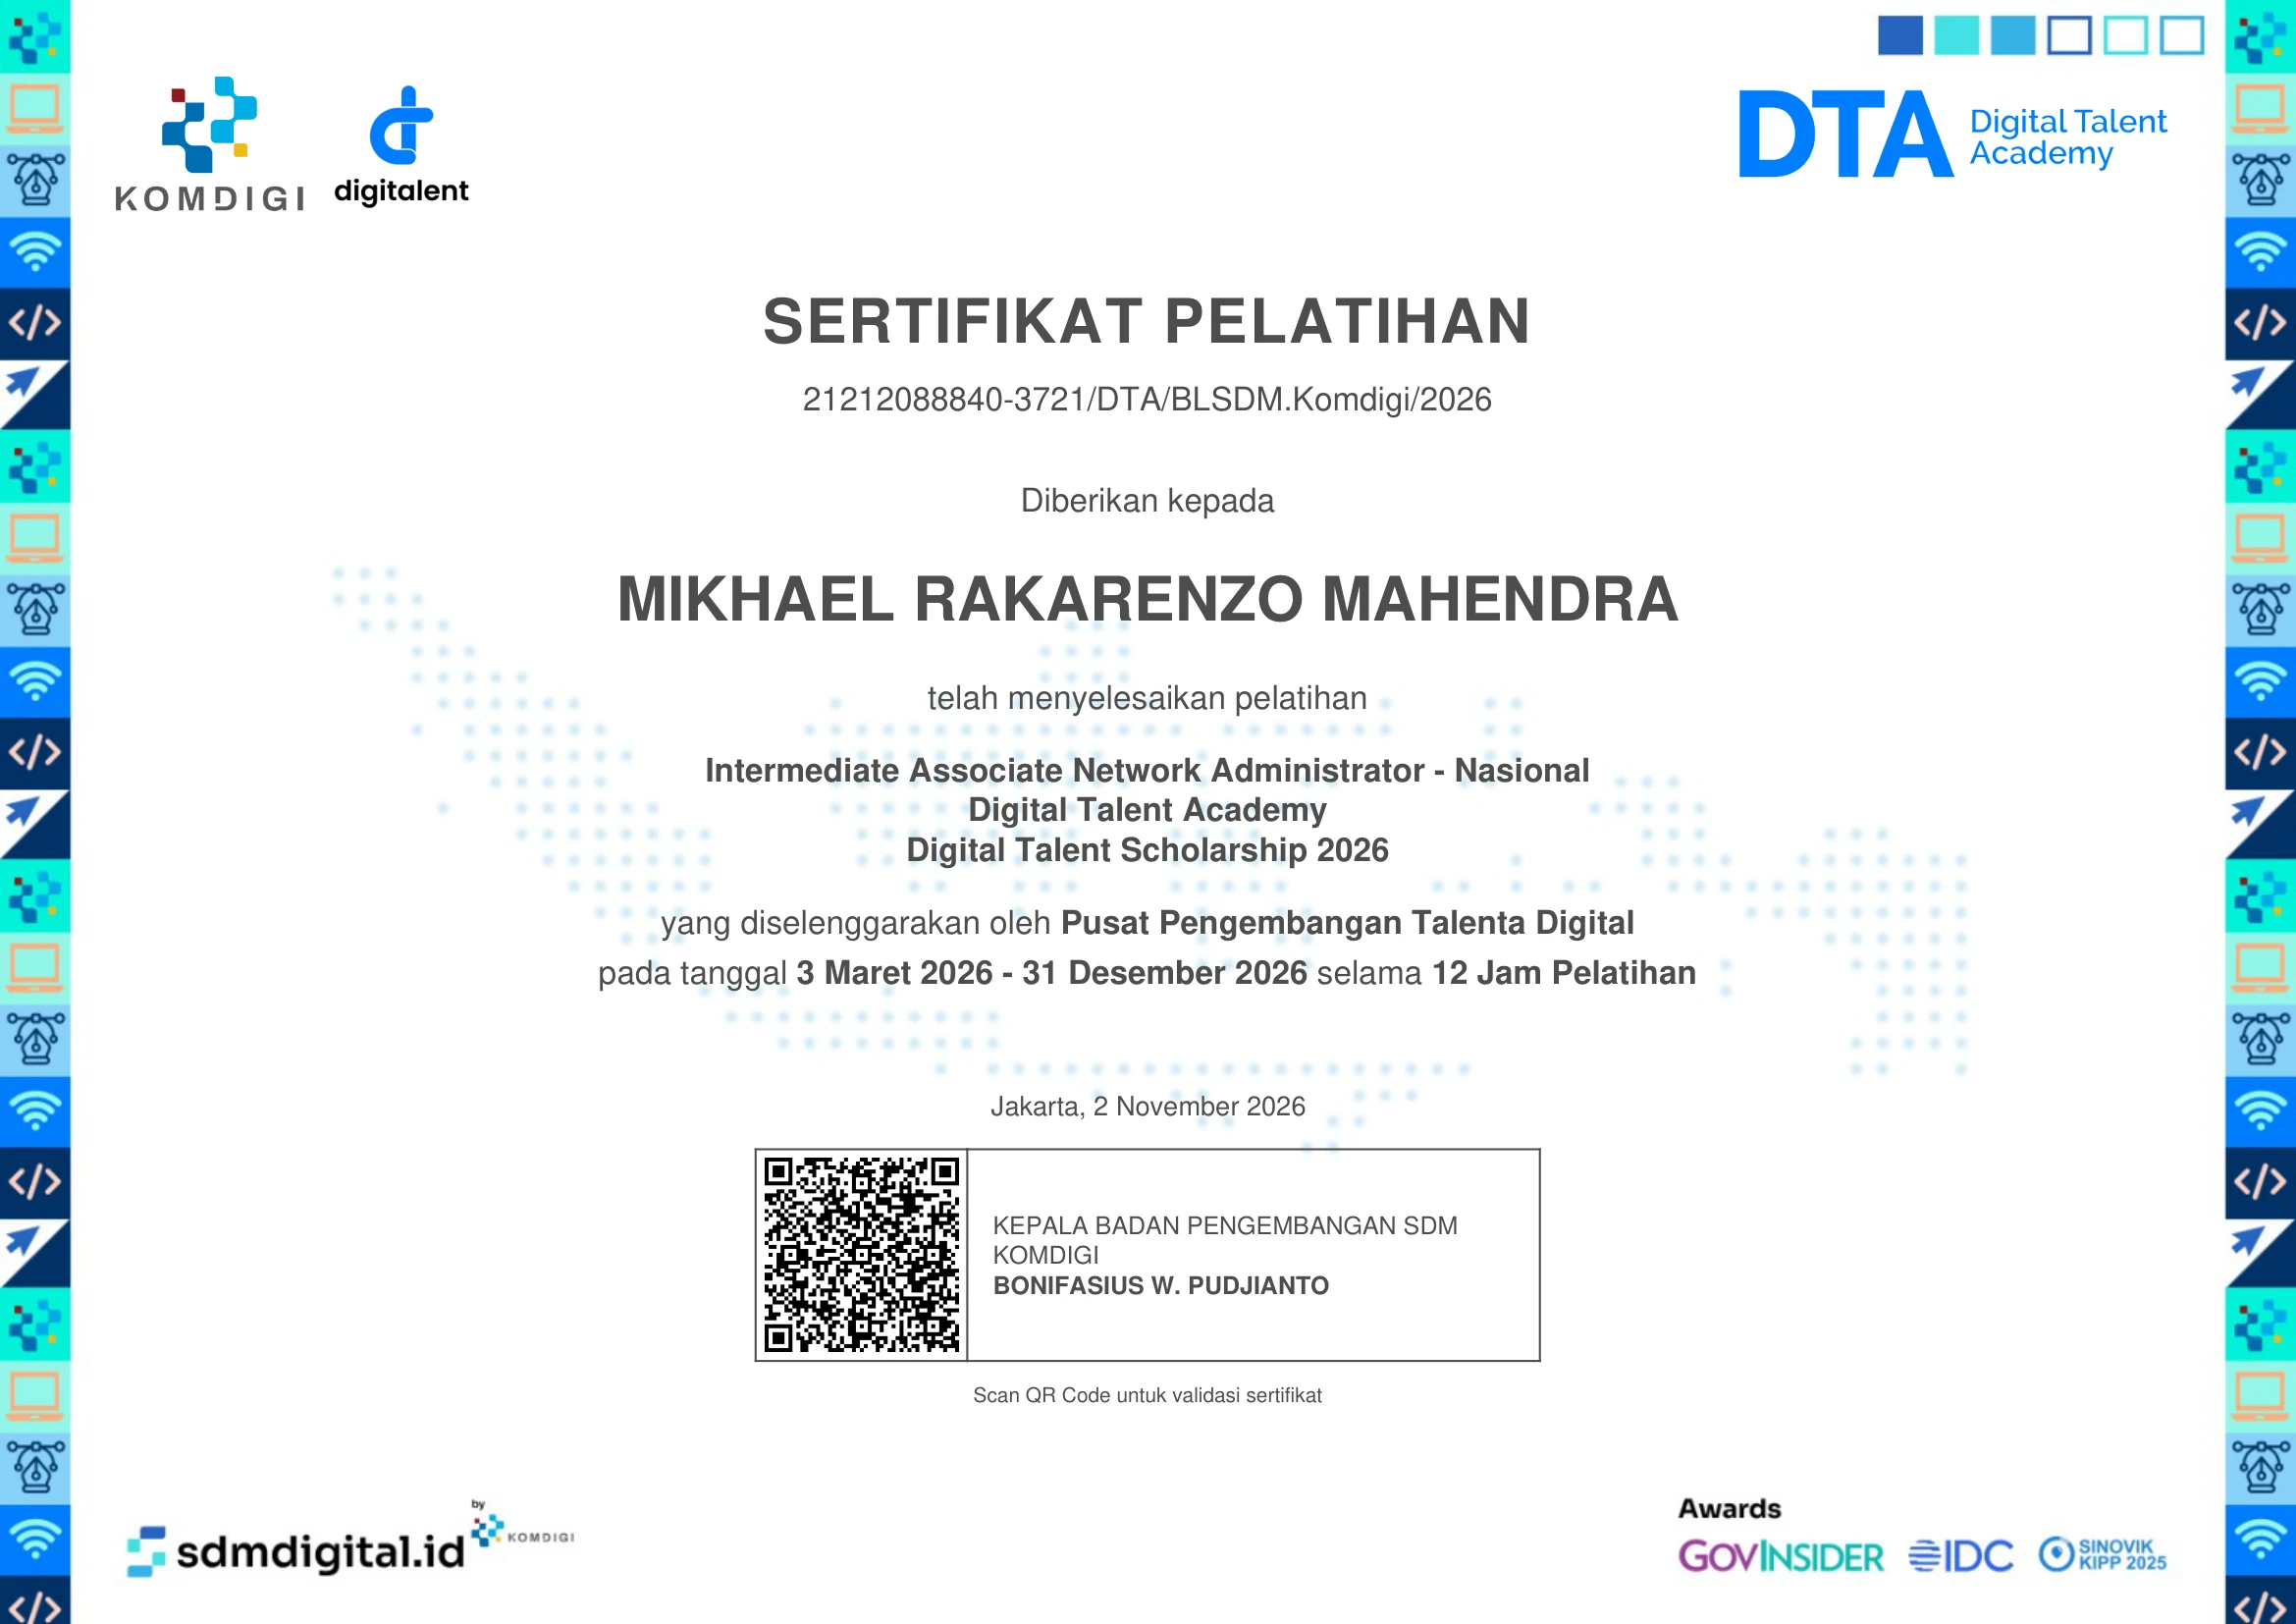 KOMDIGI
digitalent
DTA Digital Talent Academy
SERTIFIKAT PELATIHAN
21212088840-3721/DTA/BLSDM.Komdigi/2026
Diberikan kepada
MIKHAEL RAKARENZO MAHENDRA
telah menyelesaikan pelatihan
Intermediate Associate Network Administrator - Nasional
Digital Talent Academy
Digital Talent Scholarship 2026
yang diselenggarakan oleh Pusat Pengembangan Talenta Digital
pada tanggal 3 Maret 2026 - 31 Desember 2026 selama 12 Jam Pelatihan
Jakarta, 2 November 2026
KEPALA BADAN PENGEMBANGAN SDM
KOMDIGI
BONIFASIUS W. PUDJIANTO
Scan QR Code untuk validasi sertifikat
sdmdigital.id
by
KOMDIGI
Awards
GOVINSIDER
IDC
SINOVIK
KIPP 2025